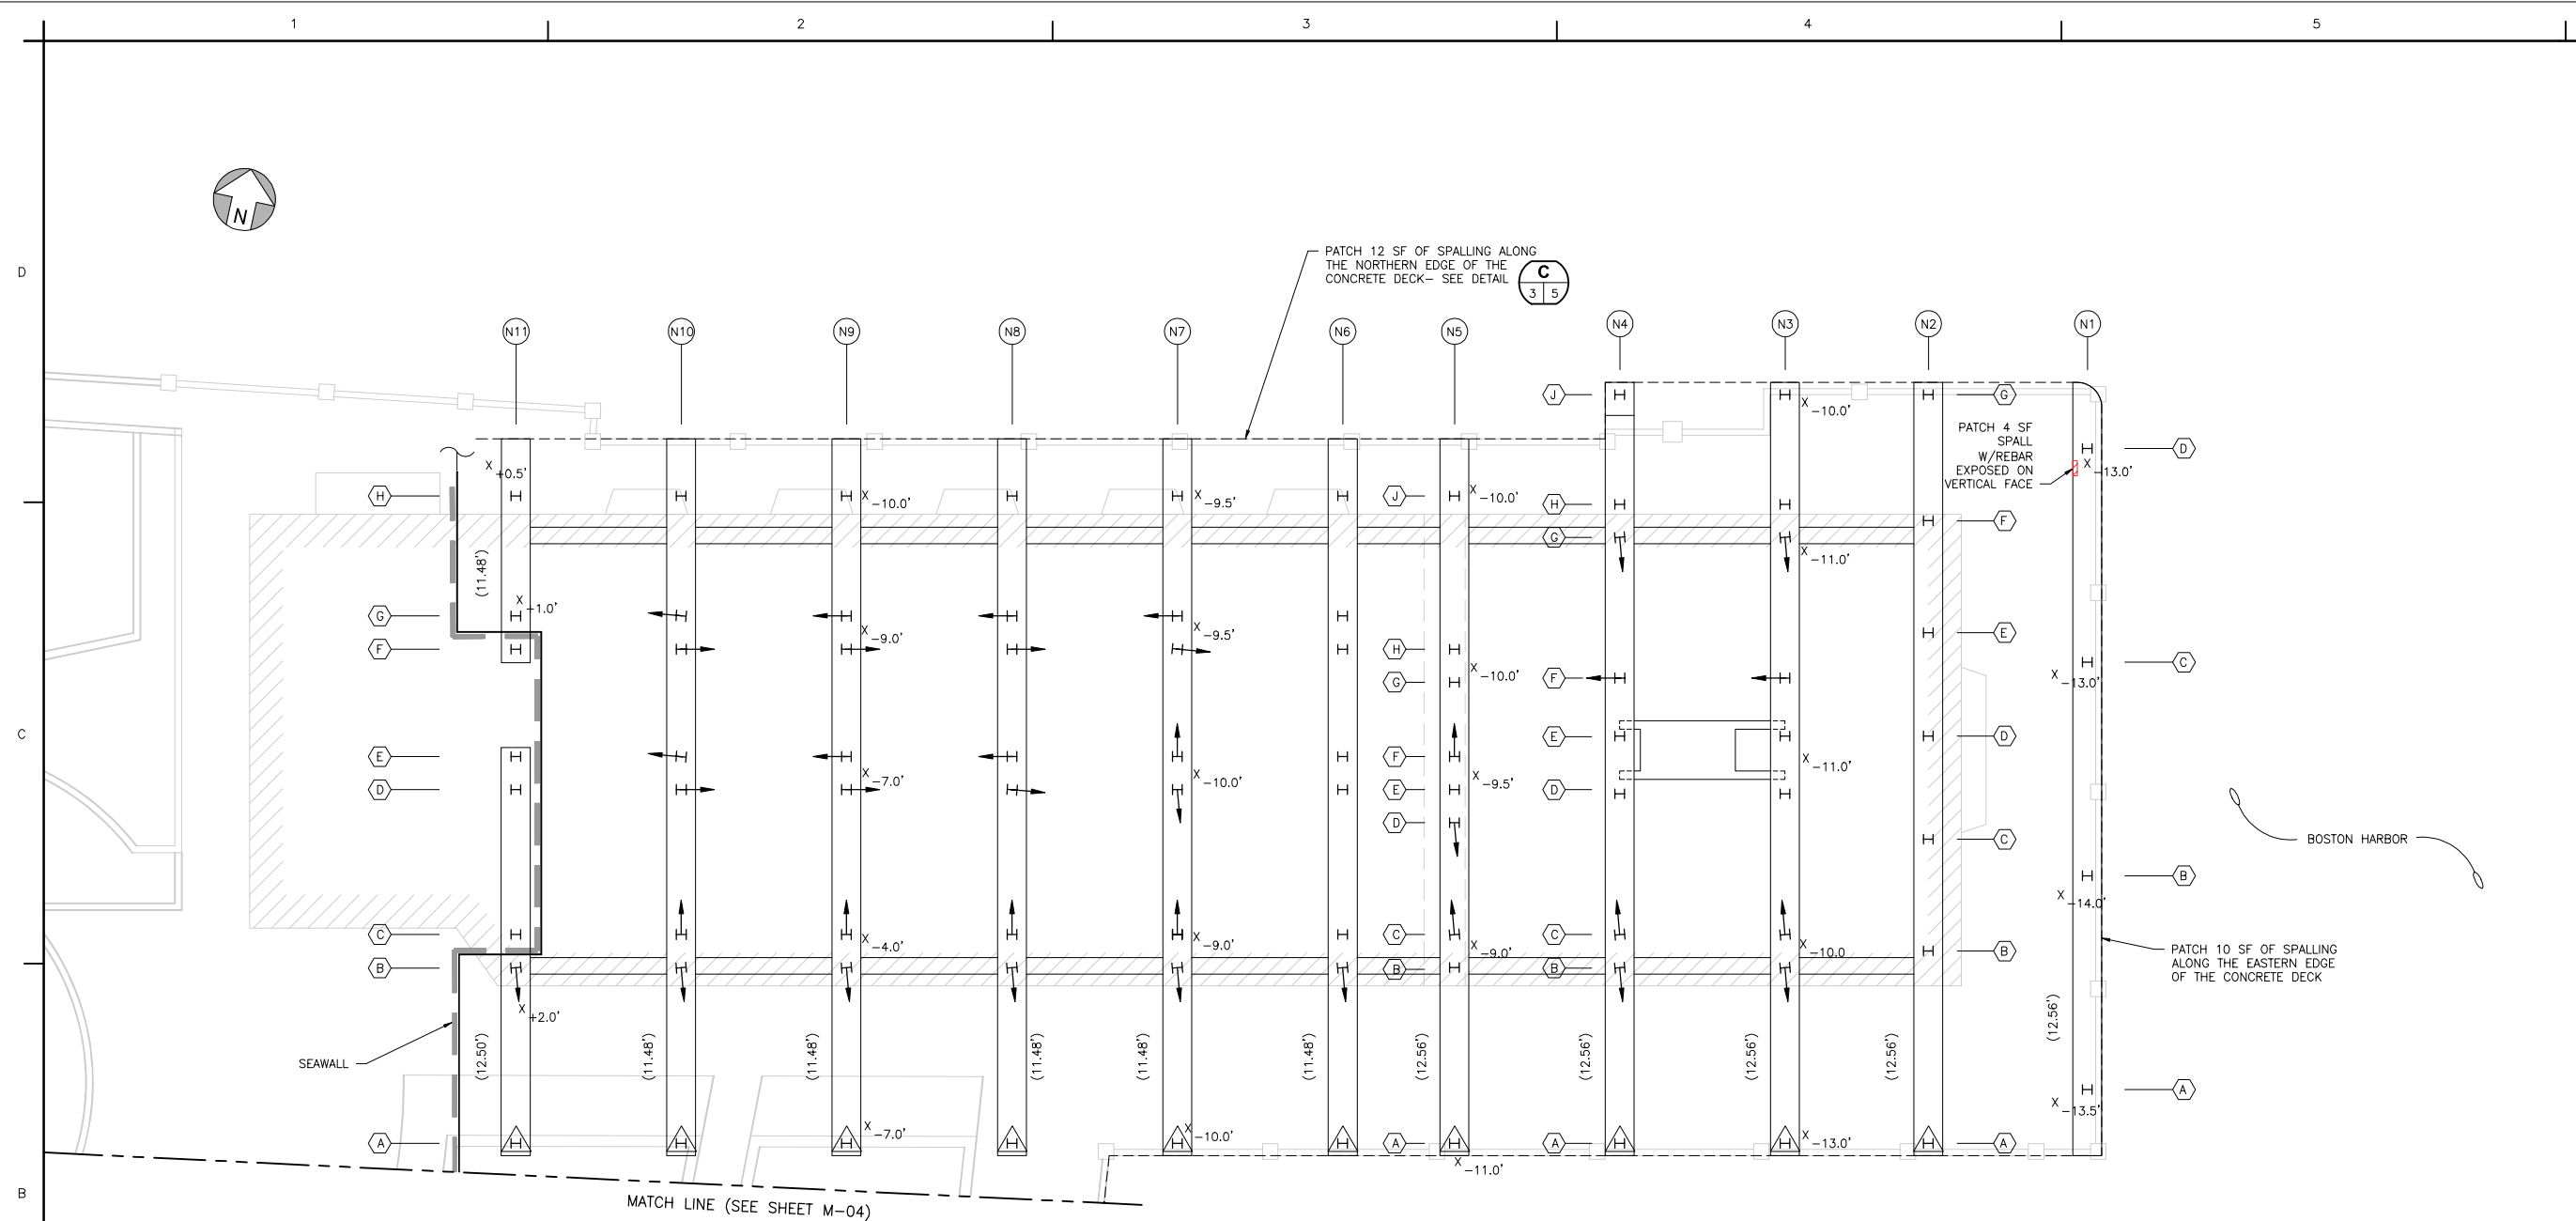 1 2 3 4 5
D
N
PATCH 12 SF OF SPALLING ALONG
THE NORTHERN EDGE OF THE
CONCRETE DECK– SEE DETAIL
C
3 5
N11 N10 N9 N8 N7 N6 N5 N4 N3 N2 N1
J G
X -10.0'
PATCH 4 SF
SPALL
W/REBAR
EXPOSED ON
VERTICAL FACE
D
X -13.0'
X +0.5'
H
X -10.0'
X -9.5'
J
X -10.0'
H
F
G
X -11.0'
(11.48')
X -1.0'
G
X -9.0'
X -9.5'
E
F
H
X -10.0'
C
G
F
X -13.0'
C
E
D
X -7.0'
X -10.0'
F
E
D
X -9.5'
E
D
X -11.0'
D
C
BOSTON HARBOR
B
X -14.0'
C
B
X -4.0'
X -9.0'
C
B
X -9.0'
C
B
X -10.0
B
PATCH 10 SF OF SPALLING
ALONG THE EASTERN EDGE
OF THE CONCRETE DECK
X +2.0'
SEAWALL
(12.50') (11.48') (11.48') (11.48') (11.48') (11.48') (12.56') (12.56') (12.56') (12.56') (12.56')
A
X -13.5'
A
X -7.0'
X -10.0'
A
X -11.0'
A
X -13.0'
A
B
MATCH LINE (SEE SHEET M–04)